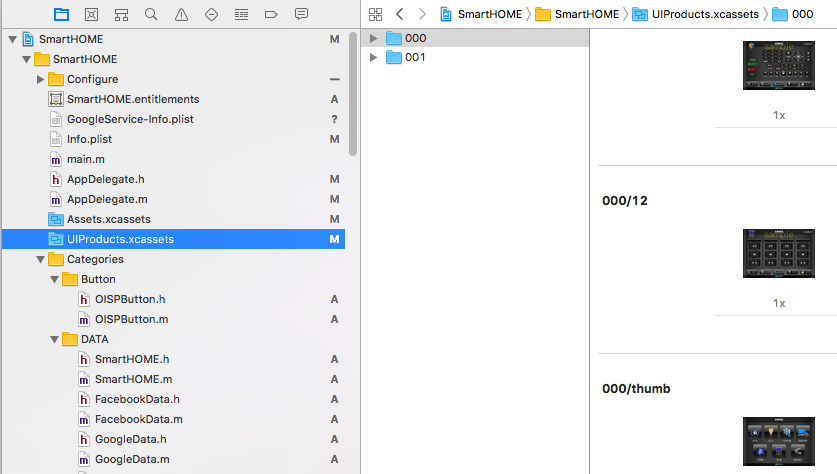 SmartHOME
SmartHOME
UIProducts.xcassets
000
SmartHOME M
SmartHOME
Configure
SmartHOME.entitlements A
GoogleService-Info.plist ?
Info.plist M
main.m
AppDelegate.h M
AppDelegate.m M
Assets.xcassets M
UIProducts.xcassets M
Categories
Button
OISPButton.h A
OISPButton.m A
DATA
SmartHOME.h A
SmartHOME.m A
FacebookData.h A
FacebookData.m A
GoogleData.h A
GoogleData.m A
000
001
1x
000/12
1x
000/thumb